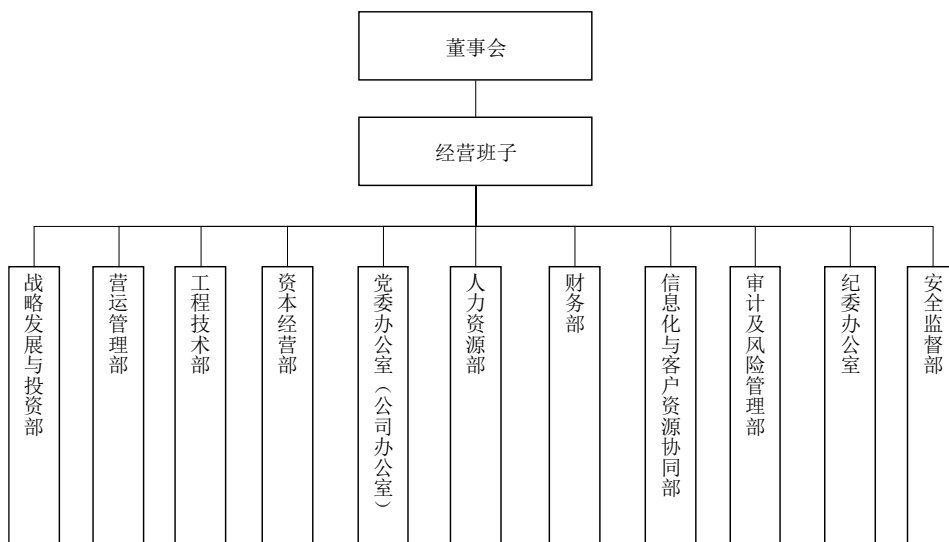 董事会
经营班子
战略发展与投资部
营运管理部
工程技术部
资本经营部
党委办公室（公司办公室）
人力资源部
财务部
信息化与客户资源协同部
审计及风险管理部
纪委办公室
安全监督部